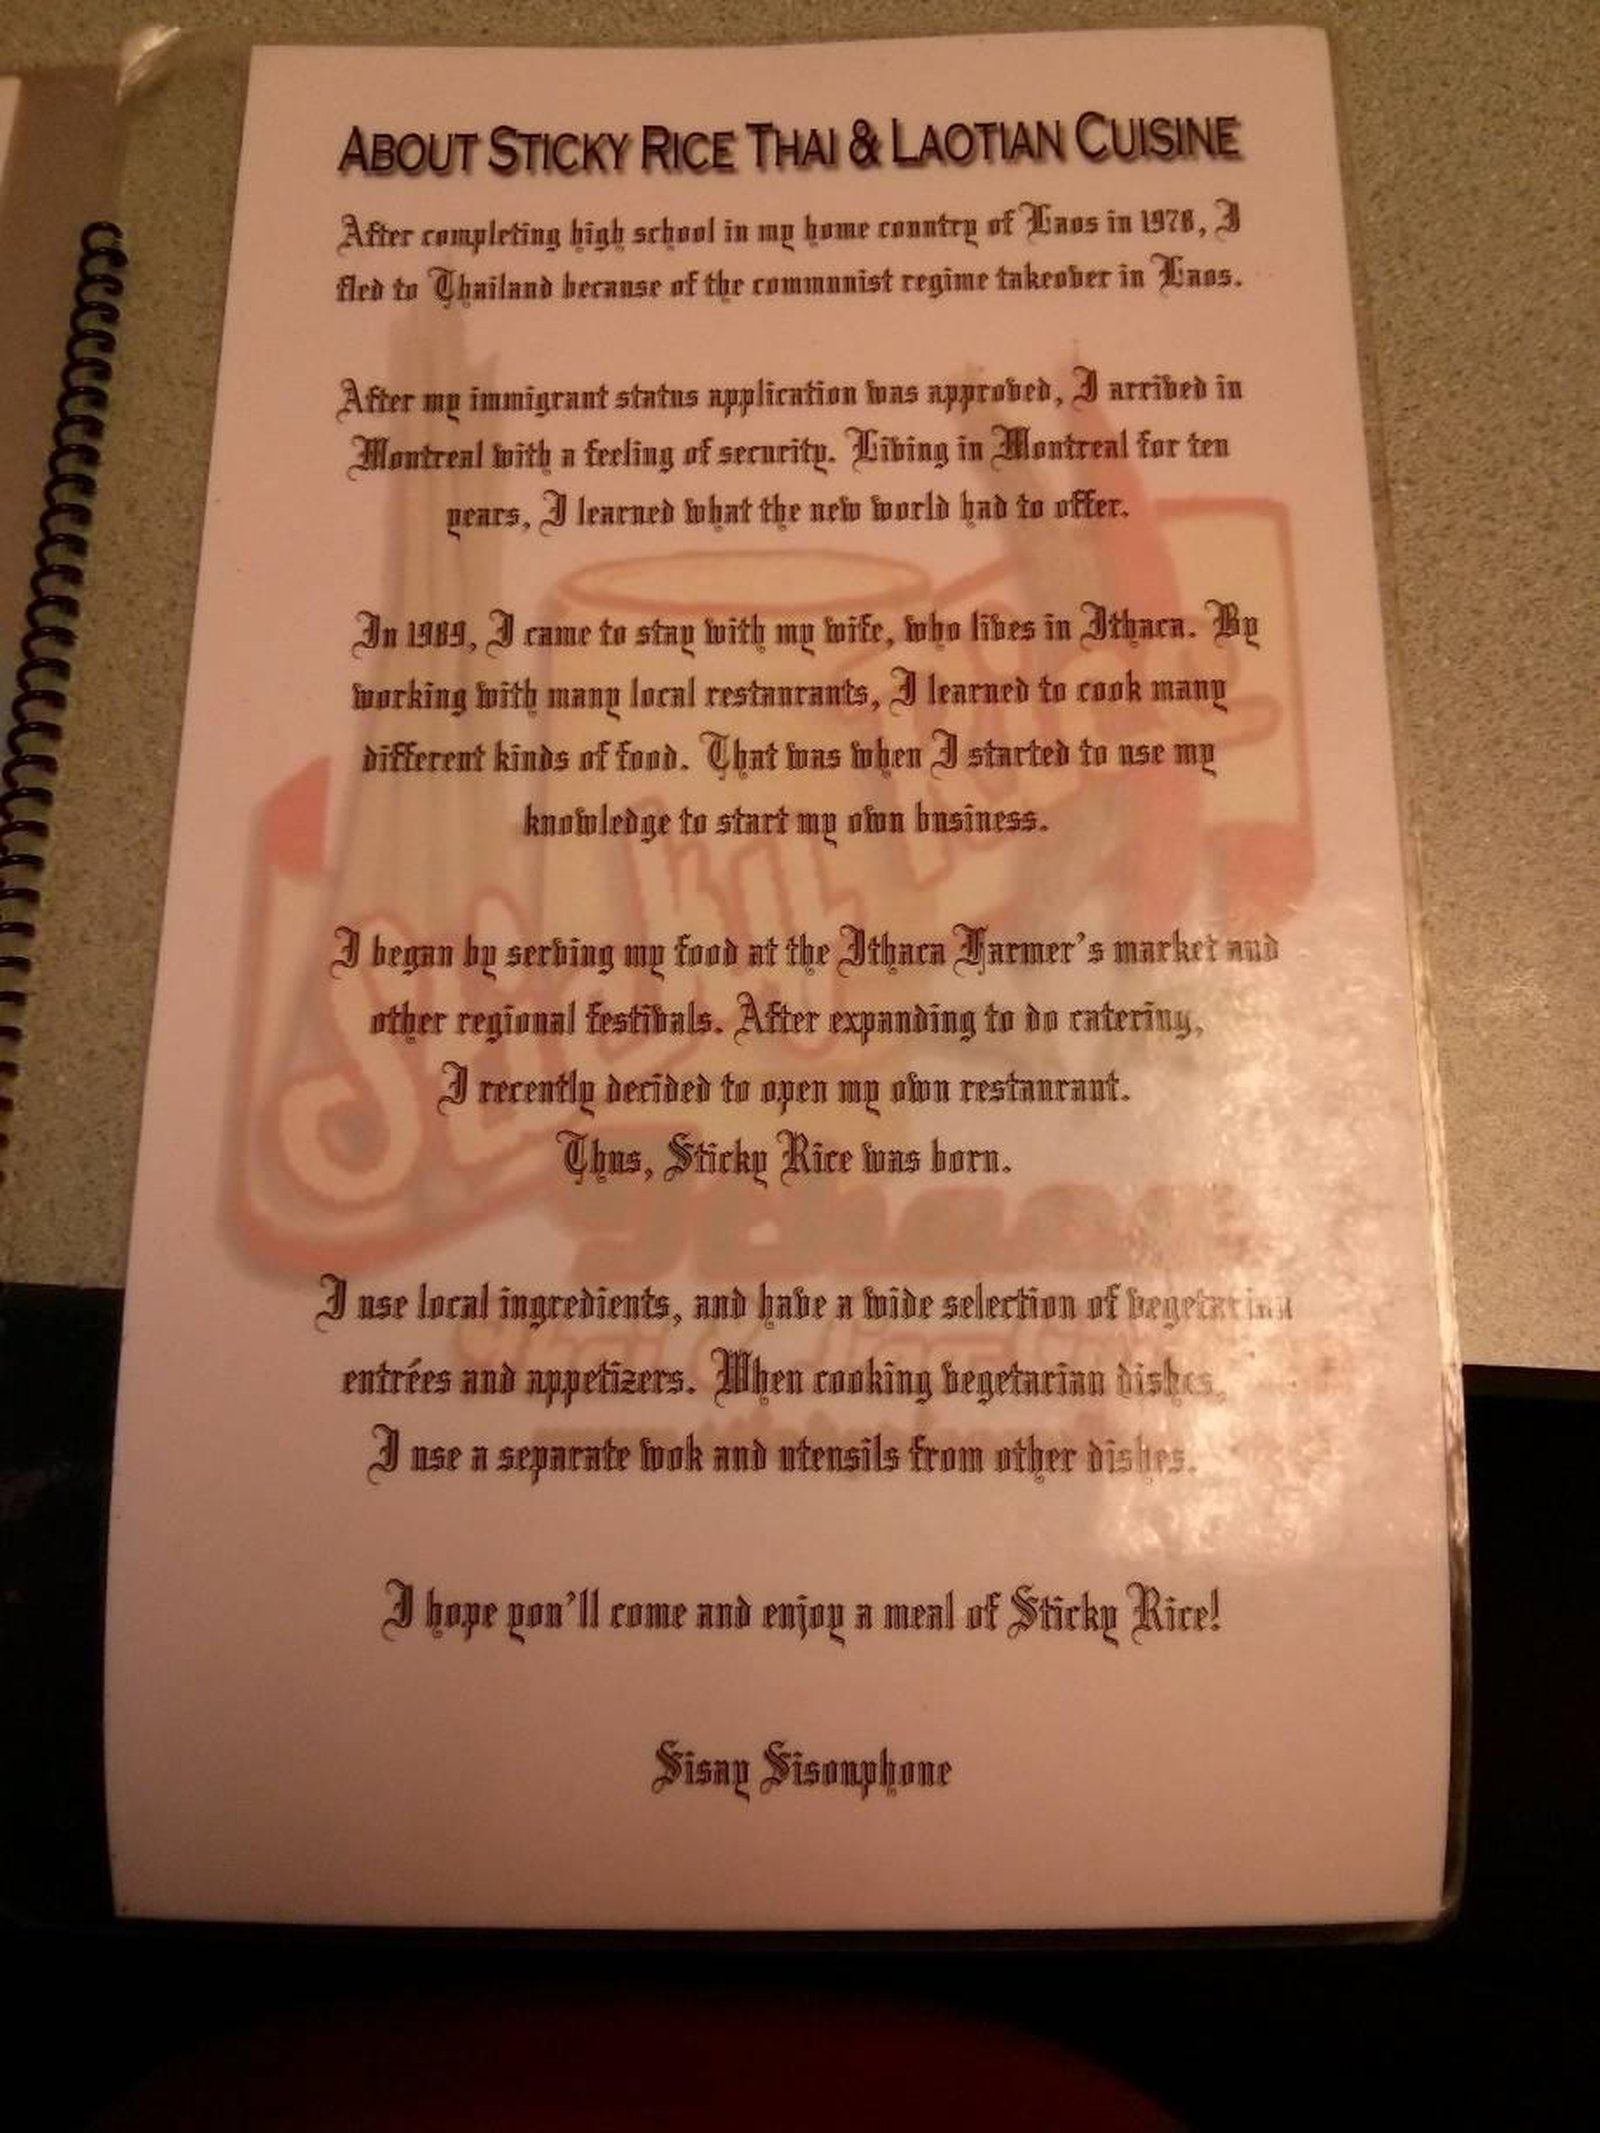 ABOUT STICKY RICE THAI & LAOTIAN CUISINE
After completing high school in my home country of Laos in 1978, I
fled to Thailand because of the communist regime takeover in Laos.
After my immigrant status application was approved, I arrived in
Montreal with a feeling of security. Living in Montreal for ten
years, I learned what the new world had to offer.
In 1989, I came to stay with my wife, who lives in Ithaca. By
working with many local restaurants, I learned to cook many
different kinds of food. That was when I started to use my
knowledge to start my own business.
I began by serving my food at the Ithaca Farmer's market and
other regional festivals. After expanding to do catering,
I recently decided to open my own restaurant.
Thus, Sticky Rice was born.
I use local ingredients, and have a wide selection of vegetarian
entrées and appetizers. When cooking vegetarian dishes,
I use a separate wok and utensils from other dishes.
I hope you'll come and enjoy a meal of Sticky Rice!
Sisay Sisouphone